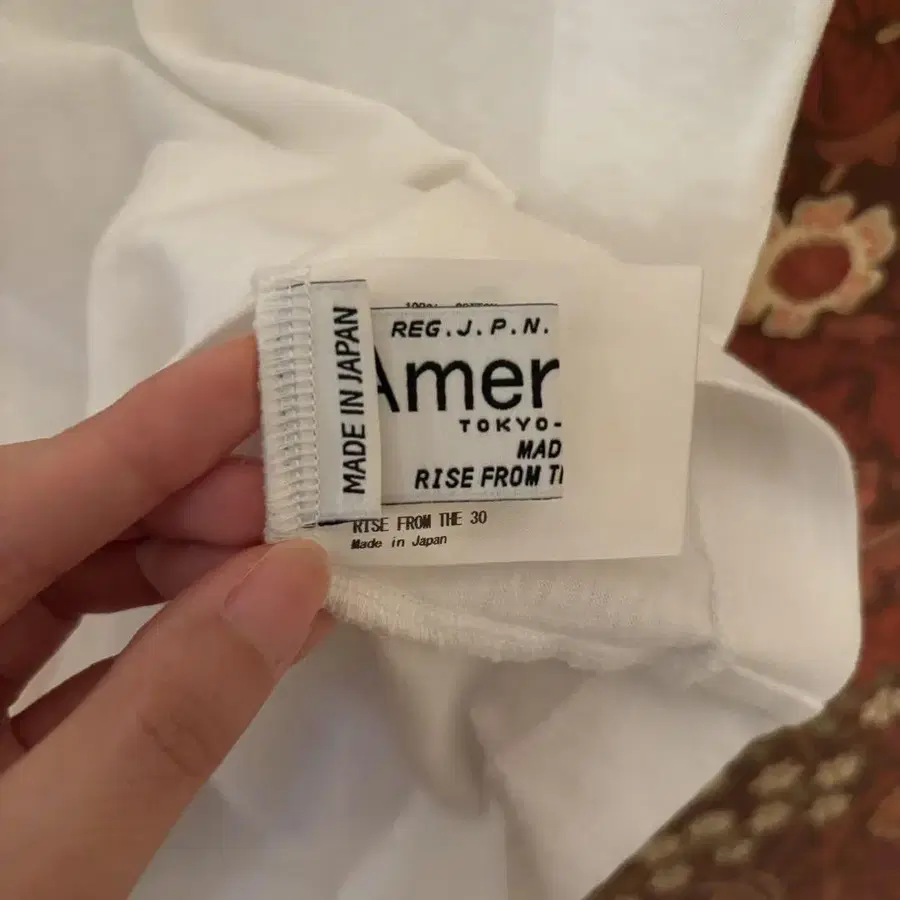 MADE IN JAPAN
REG.J.P.N.
Amer
TOKYO-
MAD
RISE FROM T
RISE FROM THE 30
Made in Japan